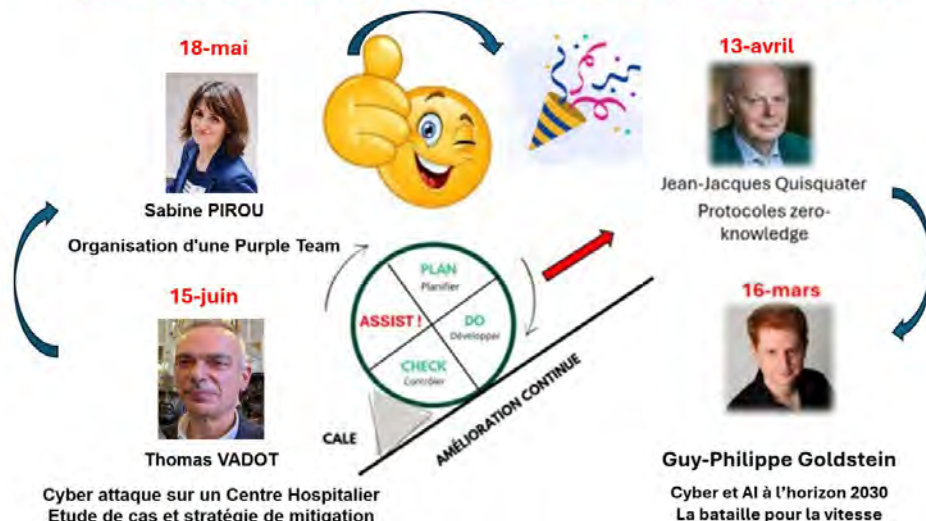 18-mai
Sabine PIROU
Organisation d'une Purple Team
13-avril
Jean-Jacques Quisquater
Protocoles zero-
knowledge
15-juin
Thomas VADOT
Cyber attaque sur un Centre Hospitalier
Etude de cas et stratégie de mitigation
PLAN
Planifier
ASSIST !
DO
Développer
CHECK
Contrôler
CALE
AMÉLIORATION CONTINUE
16-mars
Guy-Philippe Goldstein
Cyber et AI à l'horizon 2030
La bataille pour la vitesse